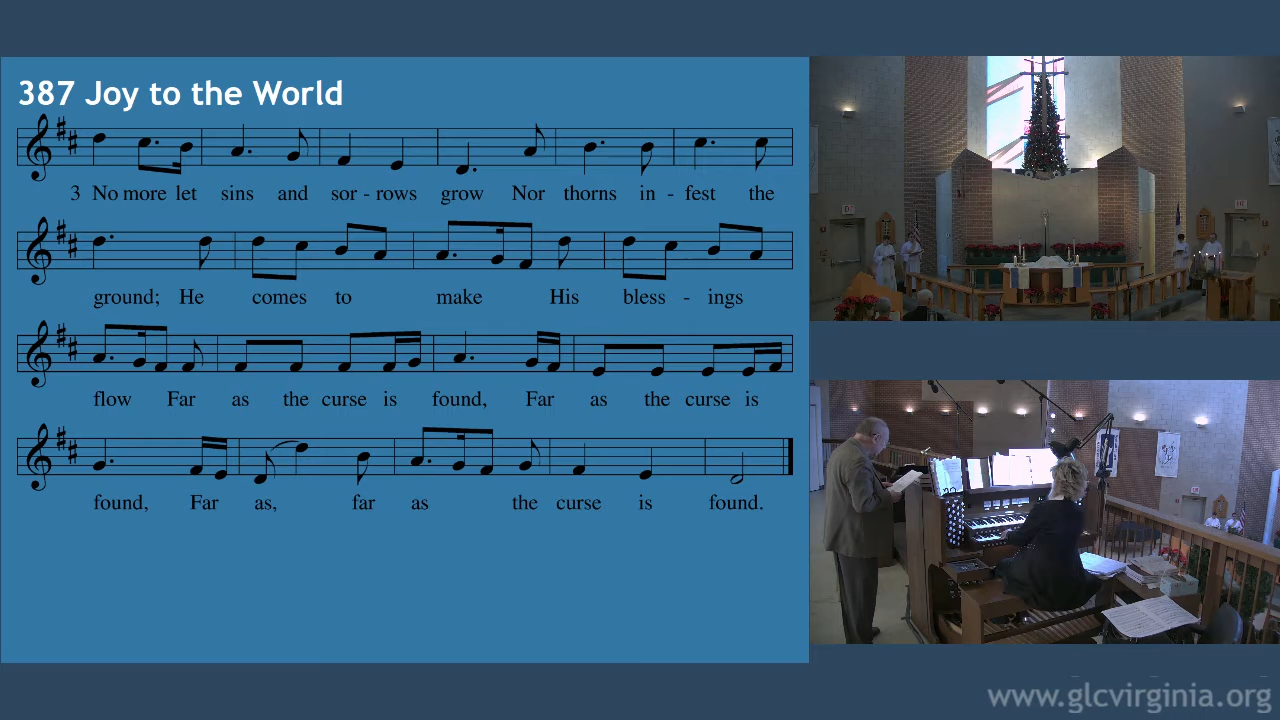 387 Joy to the World
3 No more let sins and sor - rows grow Nor thorns in - fest the
ground; He comes to make His bless - ings
flow Far as the curse is found, Far as the curse is
found, Far as, far as the curse is found.
www.glcvirginia.org